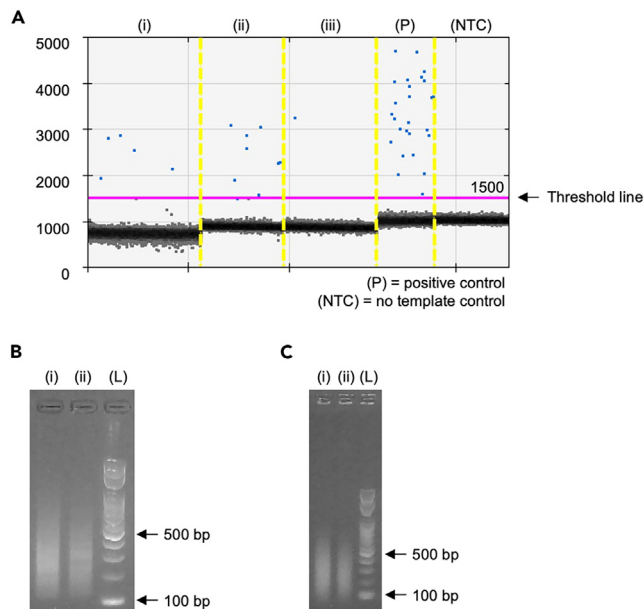 A
(i) (ii) (iii) (P) (NTC)
5000
4000
3000
2000
1500
Threshold line
1000
0
(P) = positive control
(NTC) = no template control
B
(i) (ii) (L)
500 bp
100 bp
C
(i) (ii) (L)
500 bp
100 bp